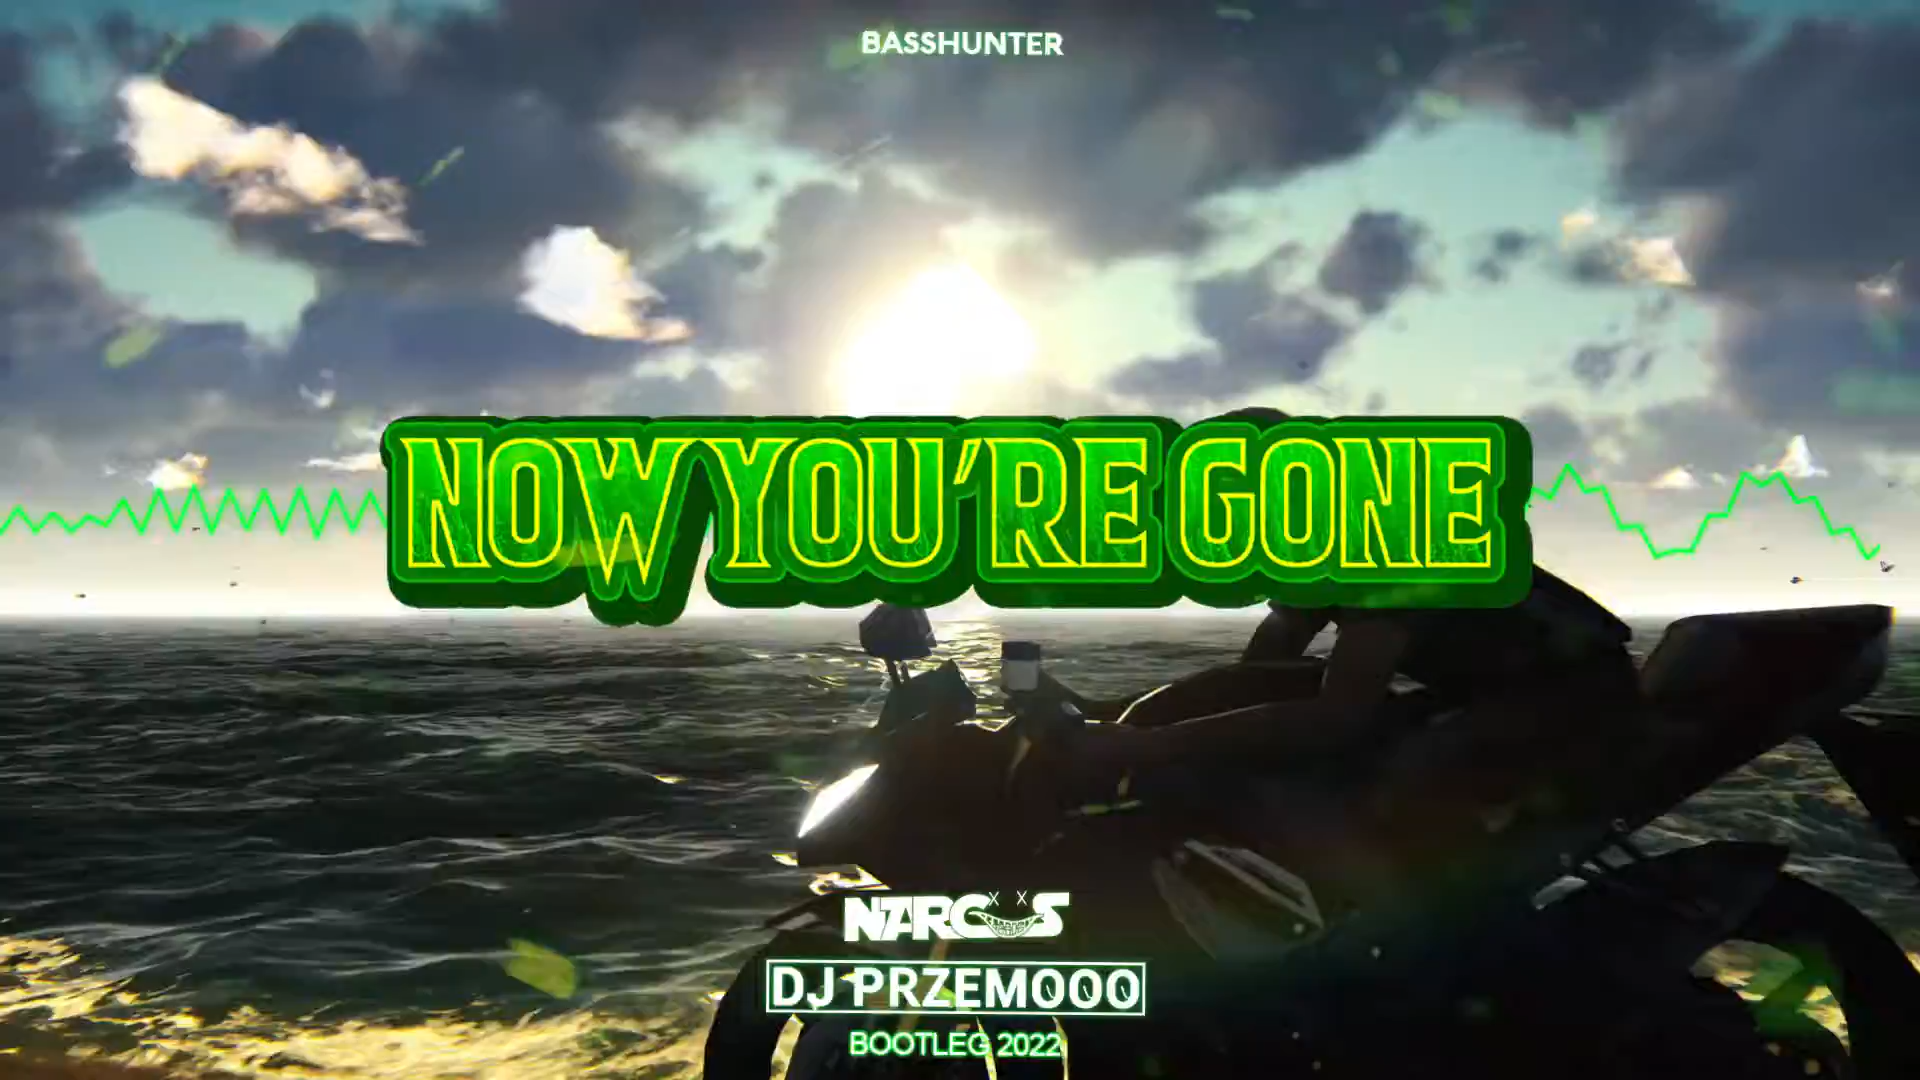 BASSHUNTER
NOW YOU'RE GONE
NARCOS
DJ PRZEMOOO
BOOTLEG 2022